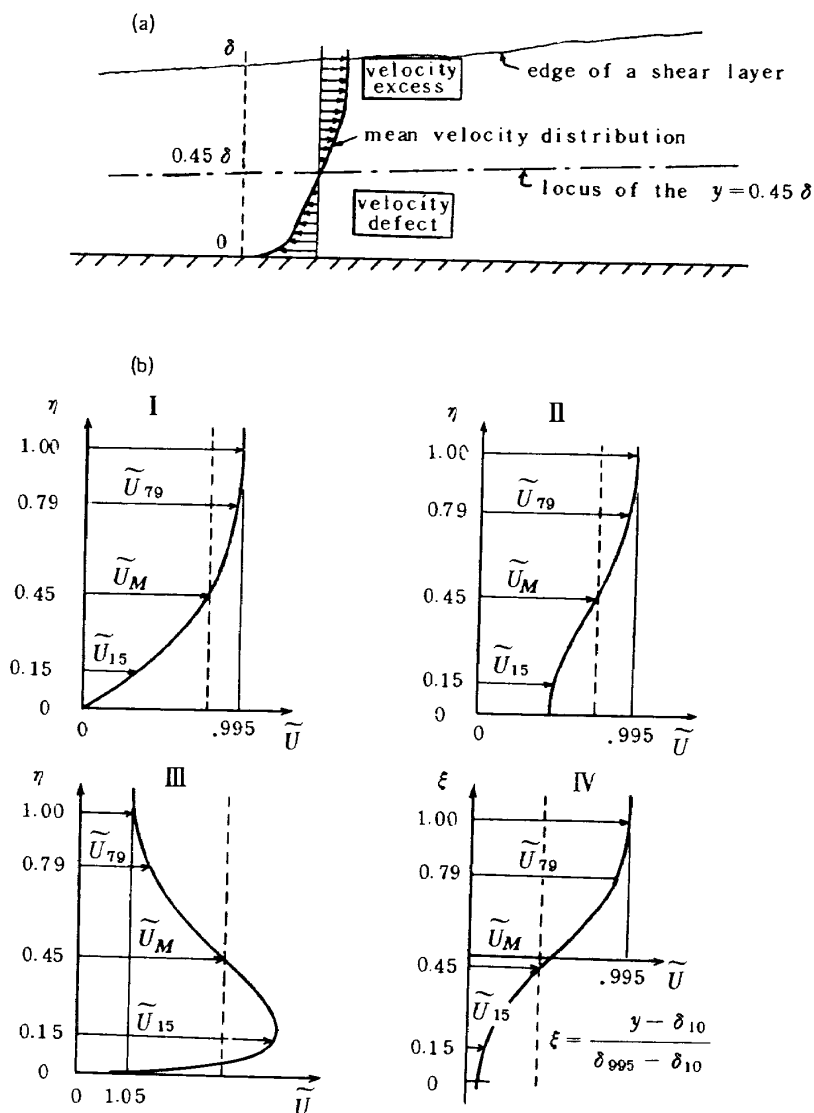 (a)
δ
velocity
excess
edge of a shear layer
mean velocity distribution
0.45 δ
locus of the y=0.45 δ
velocity
defect
0
(b)
I
η
1.00
Ũ79
0.79
ŨM
0.45
Ũ15
0.15
0
0 .995 Ũ
II
η
1.00
Ũ79
0.79
ŨM
0.45
Ũ15
0.15
0
0 .995 Ũ
III
η
1.00
Ũ79
0.79
ŨM
0.45
Ũ15
0.15
0
0 1.05 Ũ
IV
ξ
1.00
Ũ79
0.79
ŨM
0.45
.995 Ũ
Ũ15
0.15
0
ξ = (y − δ10) / (δ995 − δ10)